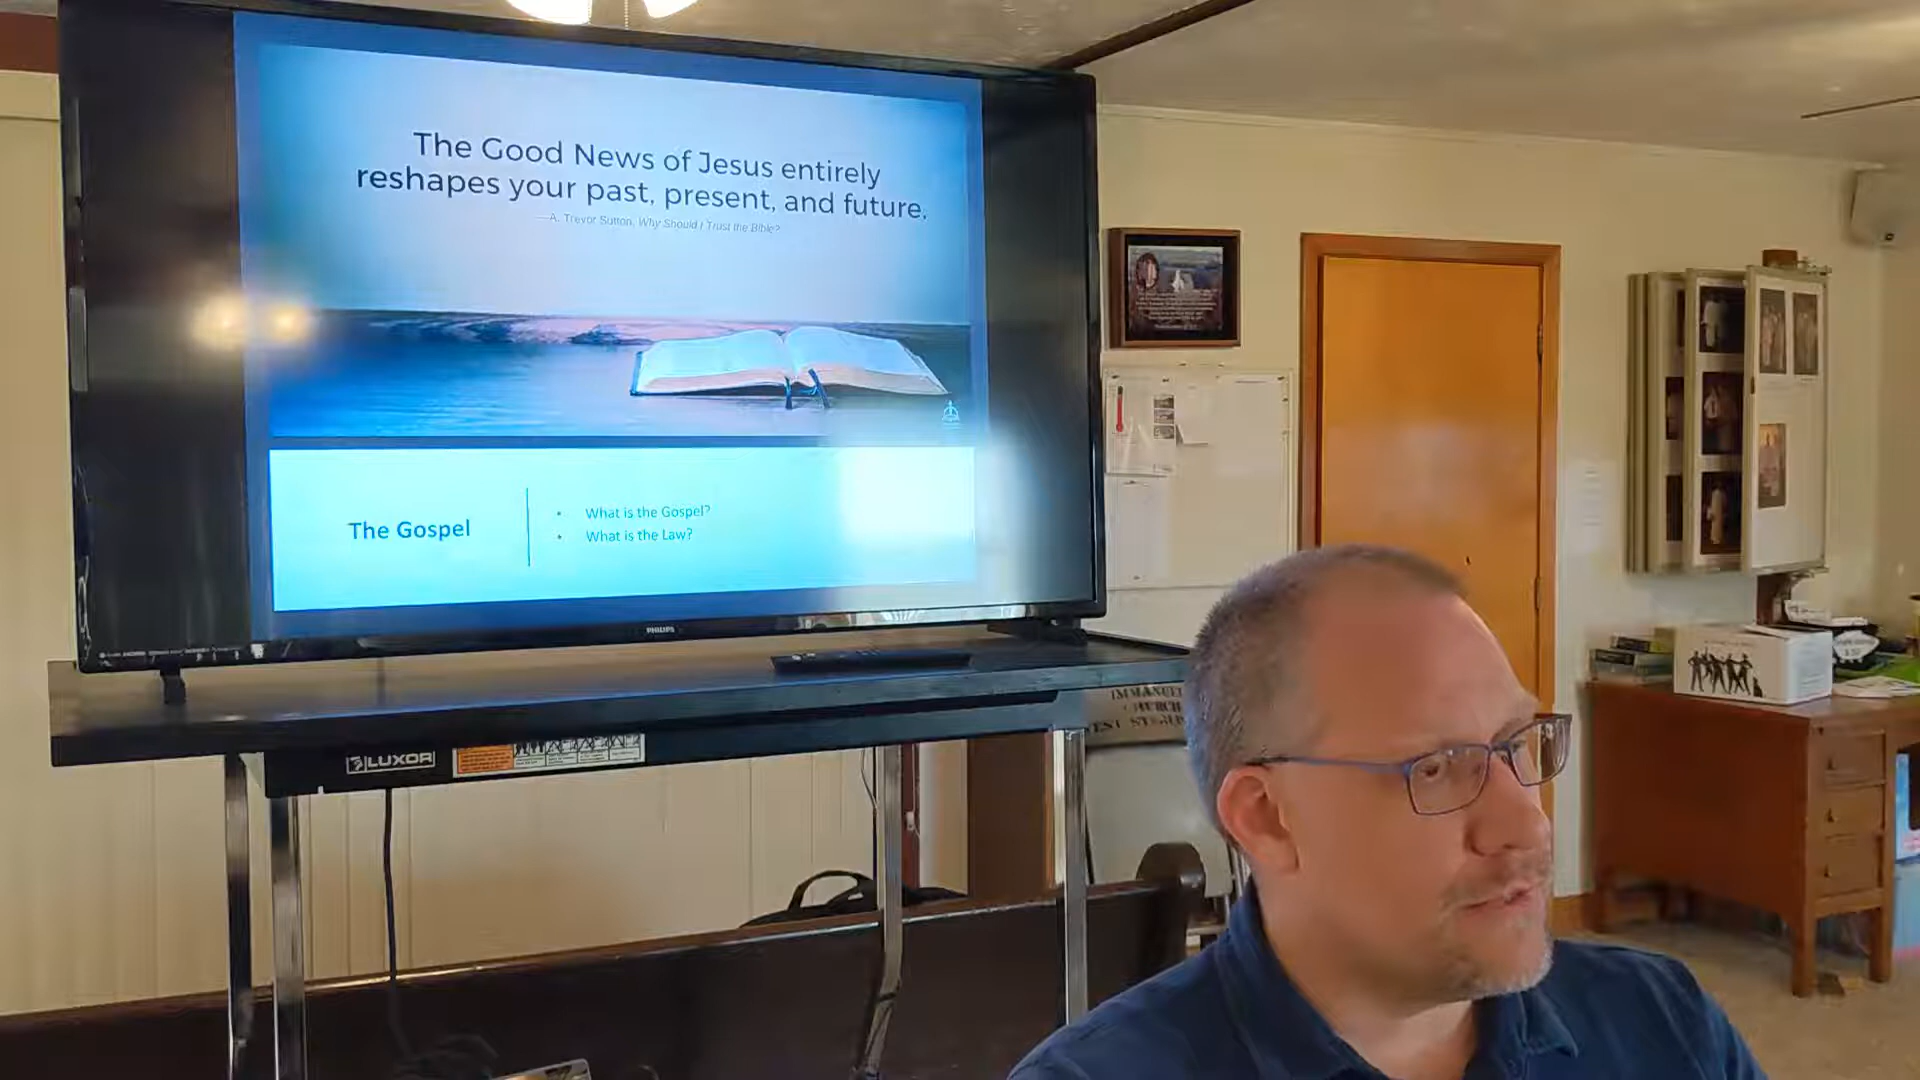 The Good News of Jesus entirely
reshapes your past, present, and future.
—A. Trevor Sutton, Why Should I Trust the Bible?
The Gospel
• What is the Gospel?
• What is the Law?
PHILIPS
LUXOR
IMMANUEL
CHURCH